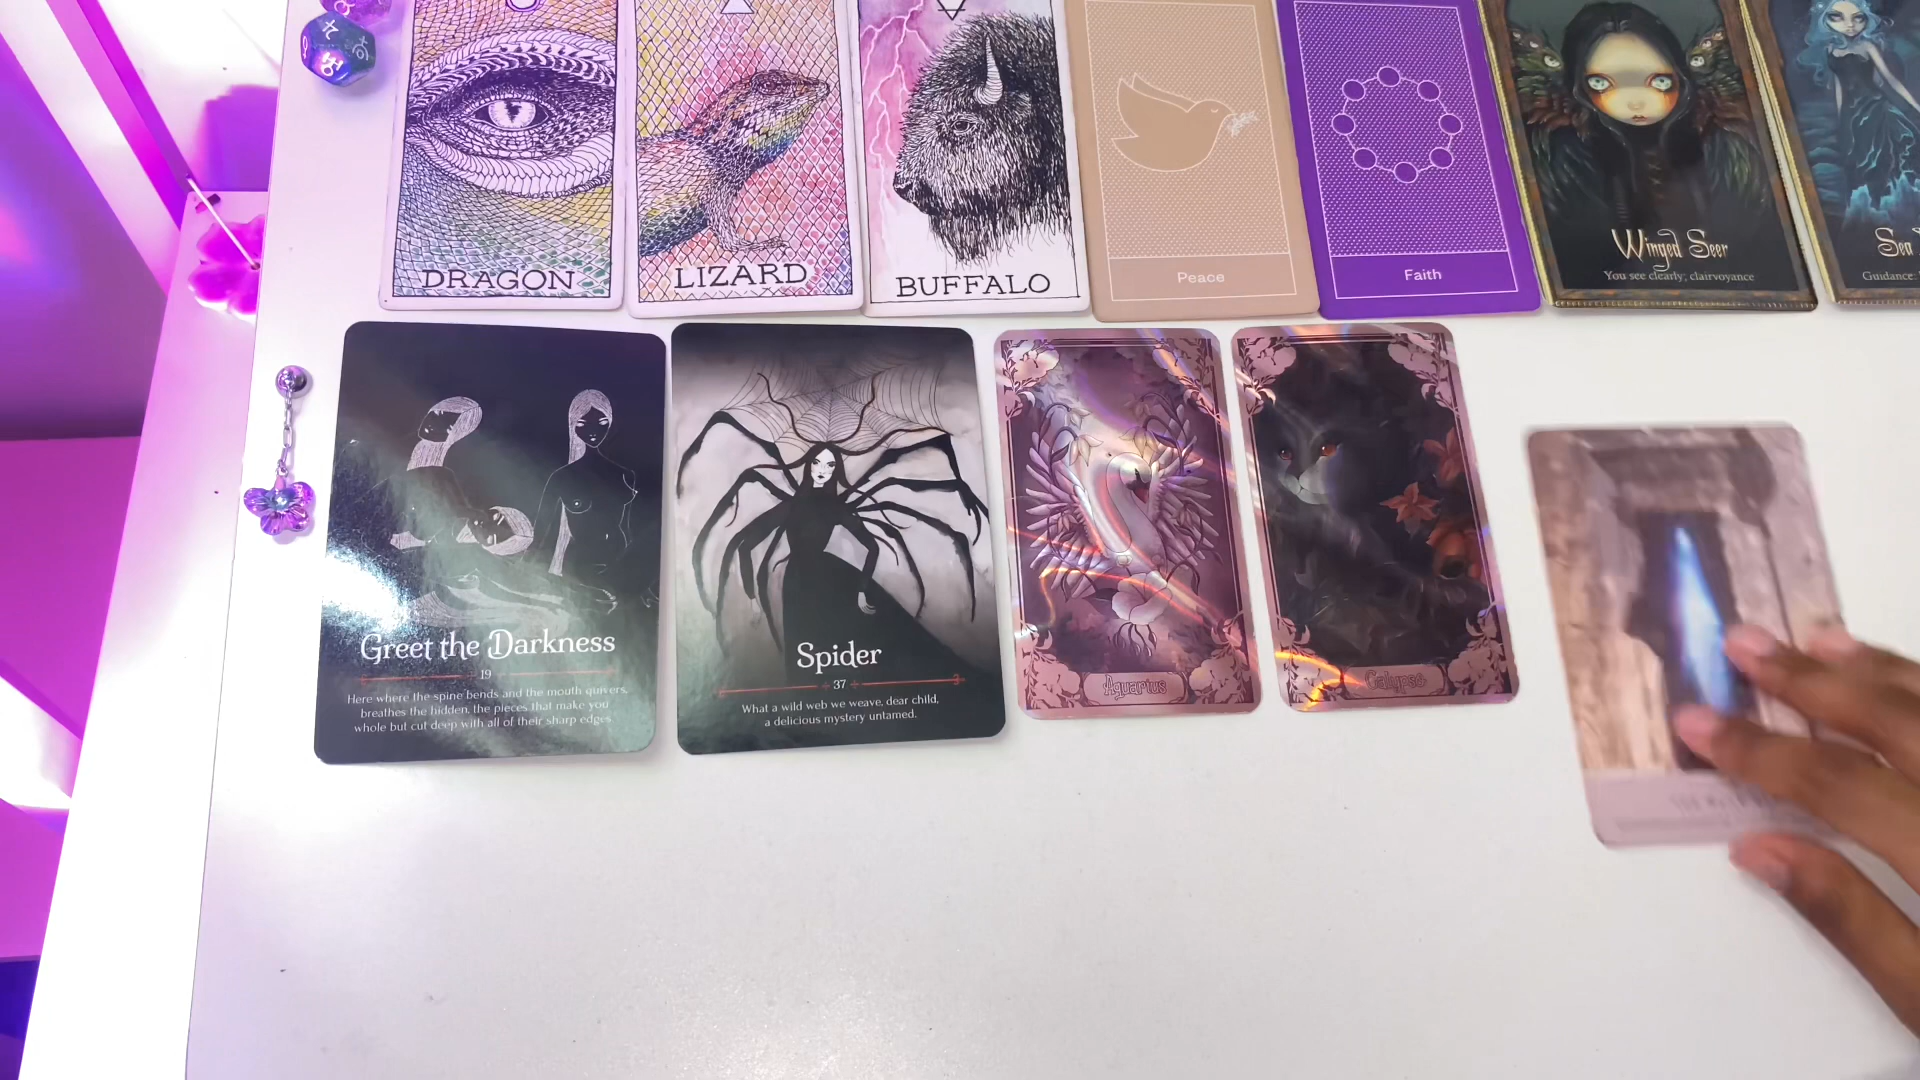 DRAGON
LIZARD
BUFFALO
Peace
Faith
Winged Seer
You see clearly; clairvoyance
Sea
Guidance:
Greet the Darkness
19
Here where the spine bends and the mouth quivers,
breathes the hidden, the pieces that make you
whole but cut deep with all of their sharp edges.
Spider
37
What a wild web we weave, dear child,
a delicious mystery untamed.
Aquarius
Calypso